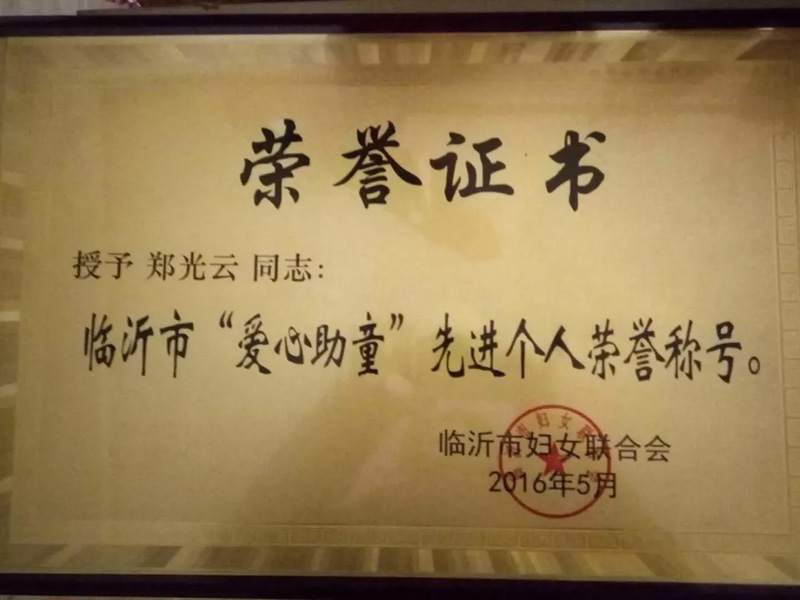 荣誉证书
授予 郑光云 同志：
临沂市“爱心助童”先进个人荣誉称号。
临沂市妇女联合会
2016年5月